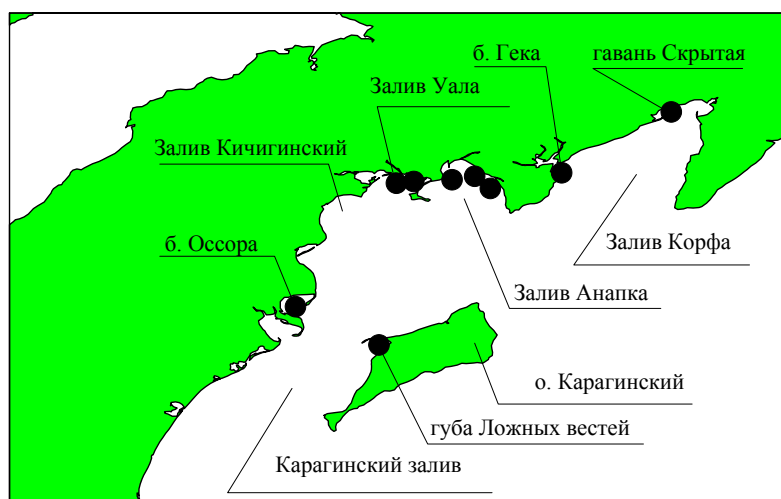 б. Гека
гавань Скрытая
Залив Уала
Залив Кичигинский
б. Оссора
Залив Корфа
Залив Анапка
о. Карагинский
губа Ложных вестей
Карагинский залив